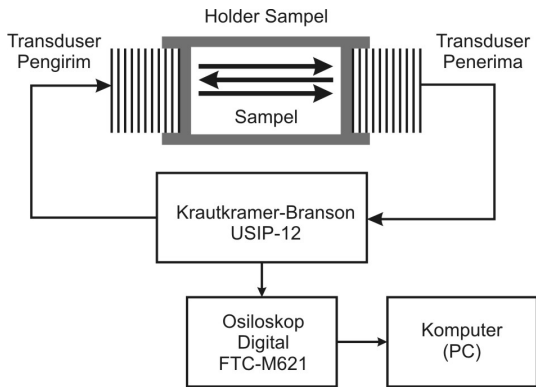 Holder Sampel
Transduser
Pengirim
Transduser
Penerima
Sampel
Krautkramer-Branson
USIP-12
Osiloskop
Digital
FTC-M621
Komputer
(PC)